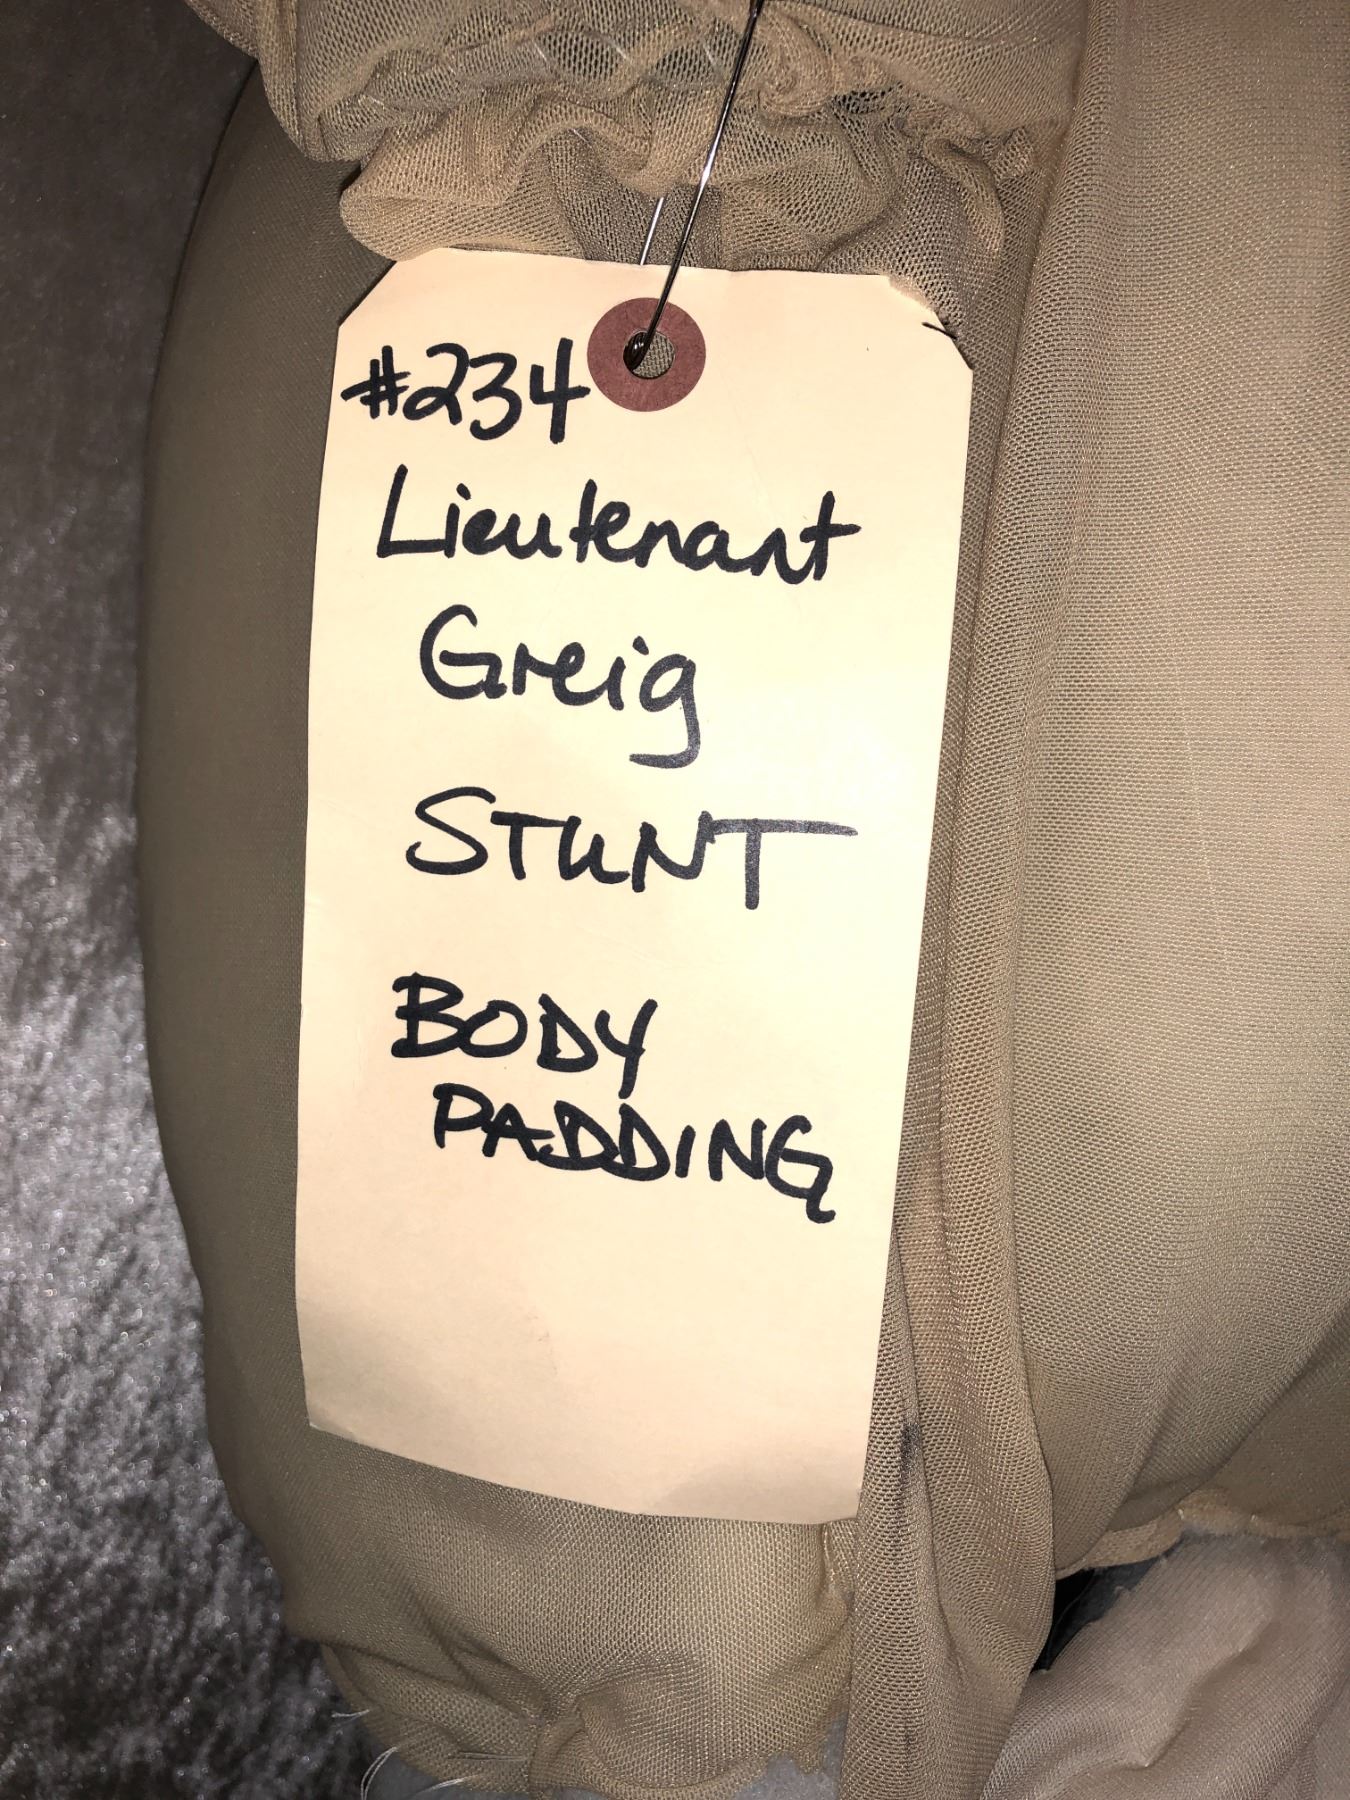 #234
Lieutenant
Greig
STUNT
BODY
PADDING